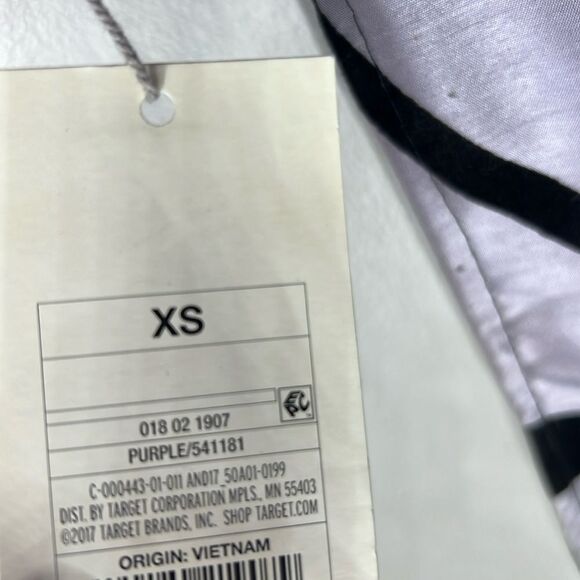 XS
EPC
018 02 1907
PURPLE/541181
C-000443-01-011 AND17_50A01-0199
DIST. BY TARGET CORPORATION MPLS., MN 55403
©2017 TARGET BRANDS, INC. SHOP TARGET.COM
ORIGIN: VIETNAM